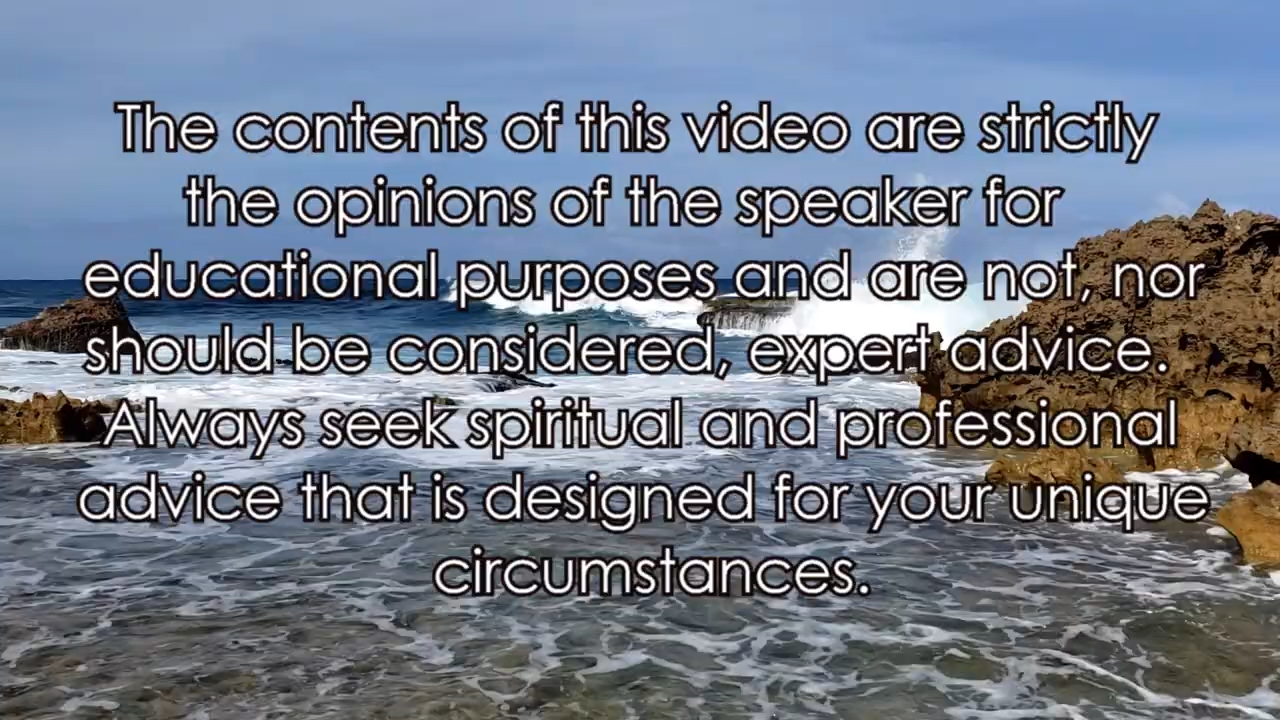 The contents of this video are strictly
the opinions of the speaker for
educational purposes and are not, nor
should be considered, expert advice.
Always seek spiritual and professional
advice that is designed for your unique
circumstances.